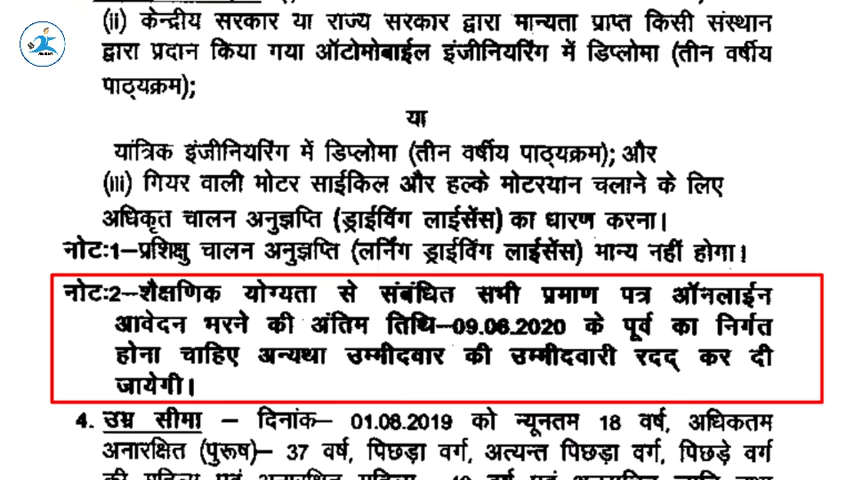 (ii) केन्द्रीय सरकार या राज्य सरकार द्वारा मान्यता प्राप्त किसी संस्थान
द्वारा प्रदान किया गया ऑटोमोबाईल इंजीनियरिंग में डिप्लोमा (तीन वर्षीय
पाठ्यक्रम);
या
यांत्रिक इंजीनियरिंग में डिप्लोमा (तीन वर्षीय पाठ्यक्रम); और
(iii) गियर वाली मोटर साईकिल और हल्के मोटरयान चलाने के लिए
अधिकृत चालन अनुज्ञप्ति (ड्राईविंग लाईसेंस) का धारण करना।
नोटः1–प्रशिक्षु चालन अनुज्ञप्ति (लर्निंग ड्राईविंग लाईसेंस) मान्य नहीं होगा।
नोटः2–शैक्षणिक योग्यता से संबंधित सभी प्रमाण पत्र ऑनलाईन
आवेदन भरने की अंतिम तिथि–09.06.2020 के पूर्व का निर्गत
होना चाहिए अन्यथा उम्मीदवार की उम्मीदवारी रदद् कर दी
जायेगी।
4. उम्र सीमा – दिनांक– 01.08.2019 को न्यूनतम 18 वर्ष, अधिकतम
अनारक्षित (पुरूष)– 37 वर्ष, पिछड़ा वर्ग, अत्यन्त पिछड़ा वर्ग, पिछड़े वर्ग